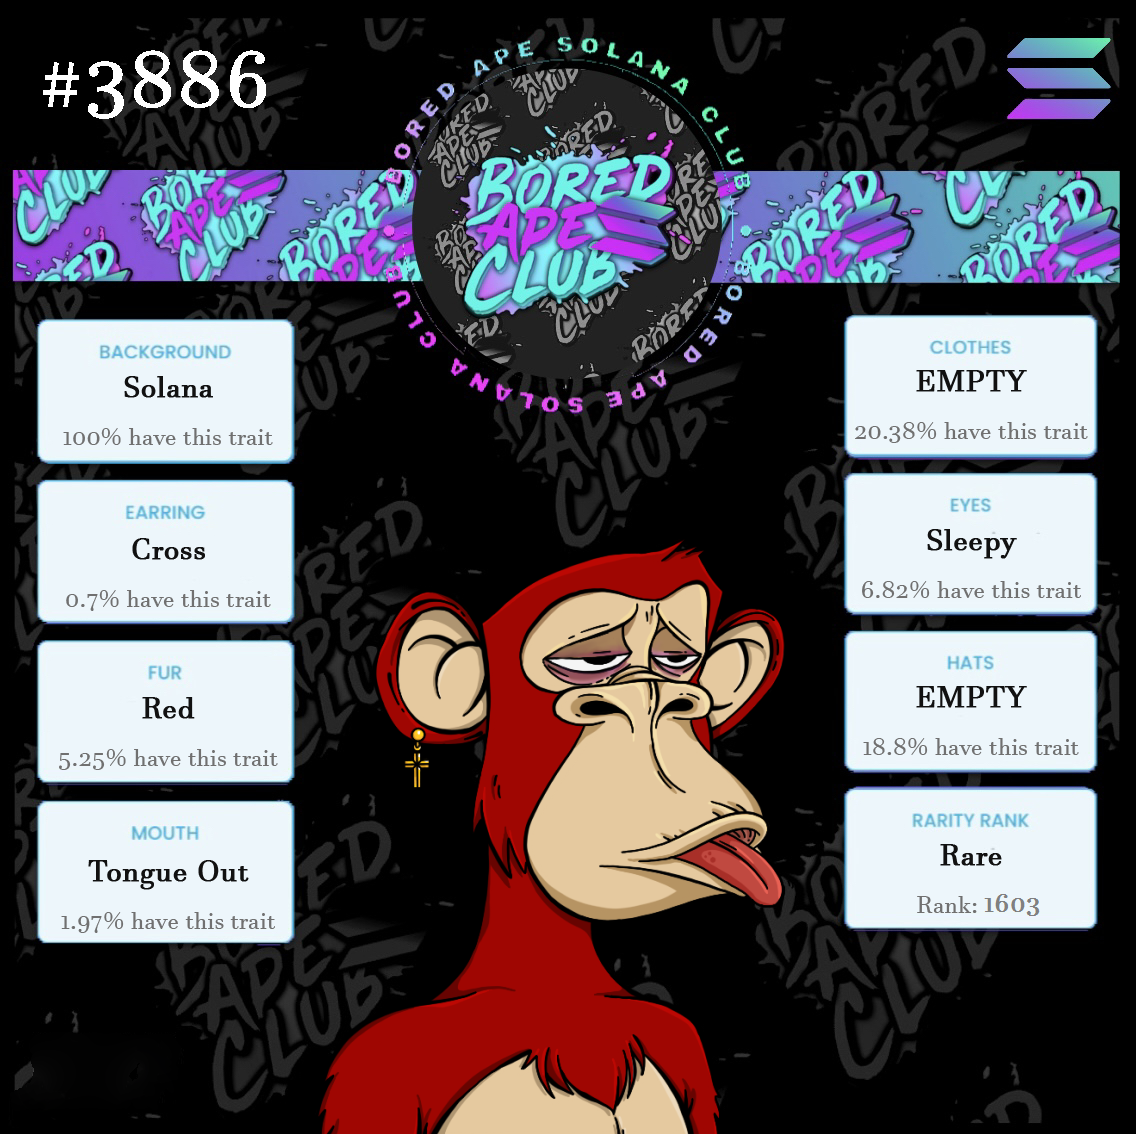 #3886
BORED APE SOLANA CLUB
BORED APE SOLANA CLUB
BORED
APE
CLUB
BACKGROUND
Solana
100% have this trait
EARRING
Cross
0.7% have this trait
FUR
Red
5.25% have this trait
MOUTH
Tongue Out
1.97% have this trait
CLOTHES
EMPTY
20.38% have this trait
EYES
Sleepy
6.82% have this trait
HATS
EMPTY
18.8% have this trait
RARITY RANK
Rare
Rank: 1603